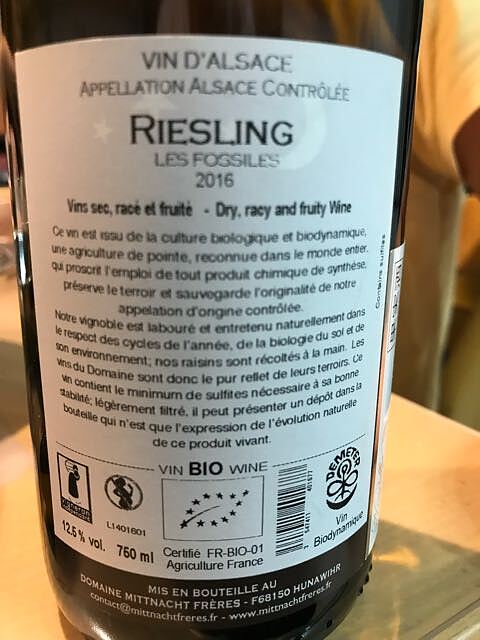 VIN D'ALSACE
APPELLATION ALSACE CONTRÔLÉE
RIESLING
LES FOSSILES
2016
Vins sec, racé et fruité - Dry, racy and fruity Wine
Ce vin est issu de la culture biologique et biodynamique,
une agriculture de pointe, reconnue dans le monde entier,
qui proscrit l'emploi de tout produit chimique de synthèse,
préserve le terroir et sauvegarde l'originalité de notre
appelation d'origine contrôlée.
Notre vignoble est labouré et entretenu naturellement dans
le respect des cycles de l'année, de la biologie du sol et de
son environnement; nos raisins sont récoltés à la main. Les
vins du Domaine sont donc le pur reflet de leurs terroirs. Ce
vin contient le minimum de sulfites nécessaire à sa bonne
stabilité; légèrement filtré, il peut présenter un dépôt dans la
bouteille qui n'est que l'expression de l'évolution naturelle
de ce produit vivant.
Contains sulfites
VIN BIO WINE
L1401601
12.5% vol. 750 ml
Certifié FR-BIO-01
Agriculture France
DEMETER
Vin
Biodynamique
MIS EN BOUTEILLE AU
DOMAINE MITTNACHT FRÈRES - F68150 HUNAWIHR
contact@mittnachtfreres.fr - www.mittnachtfreres.fr